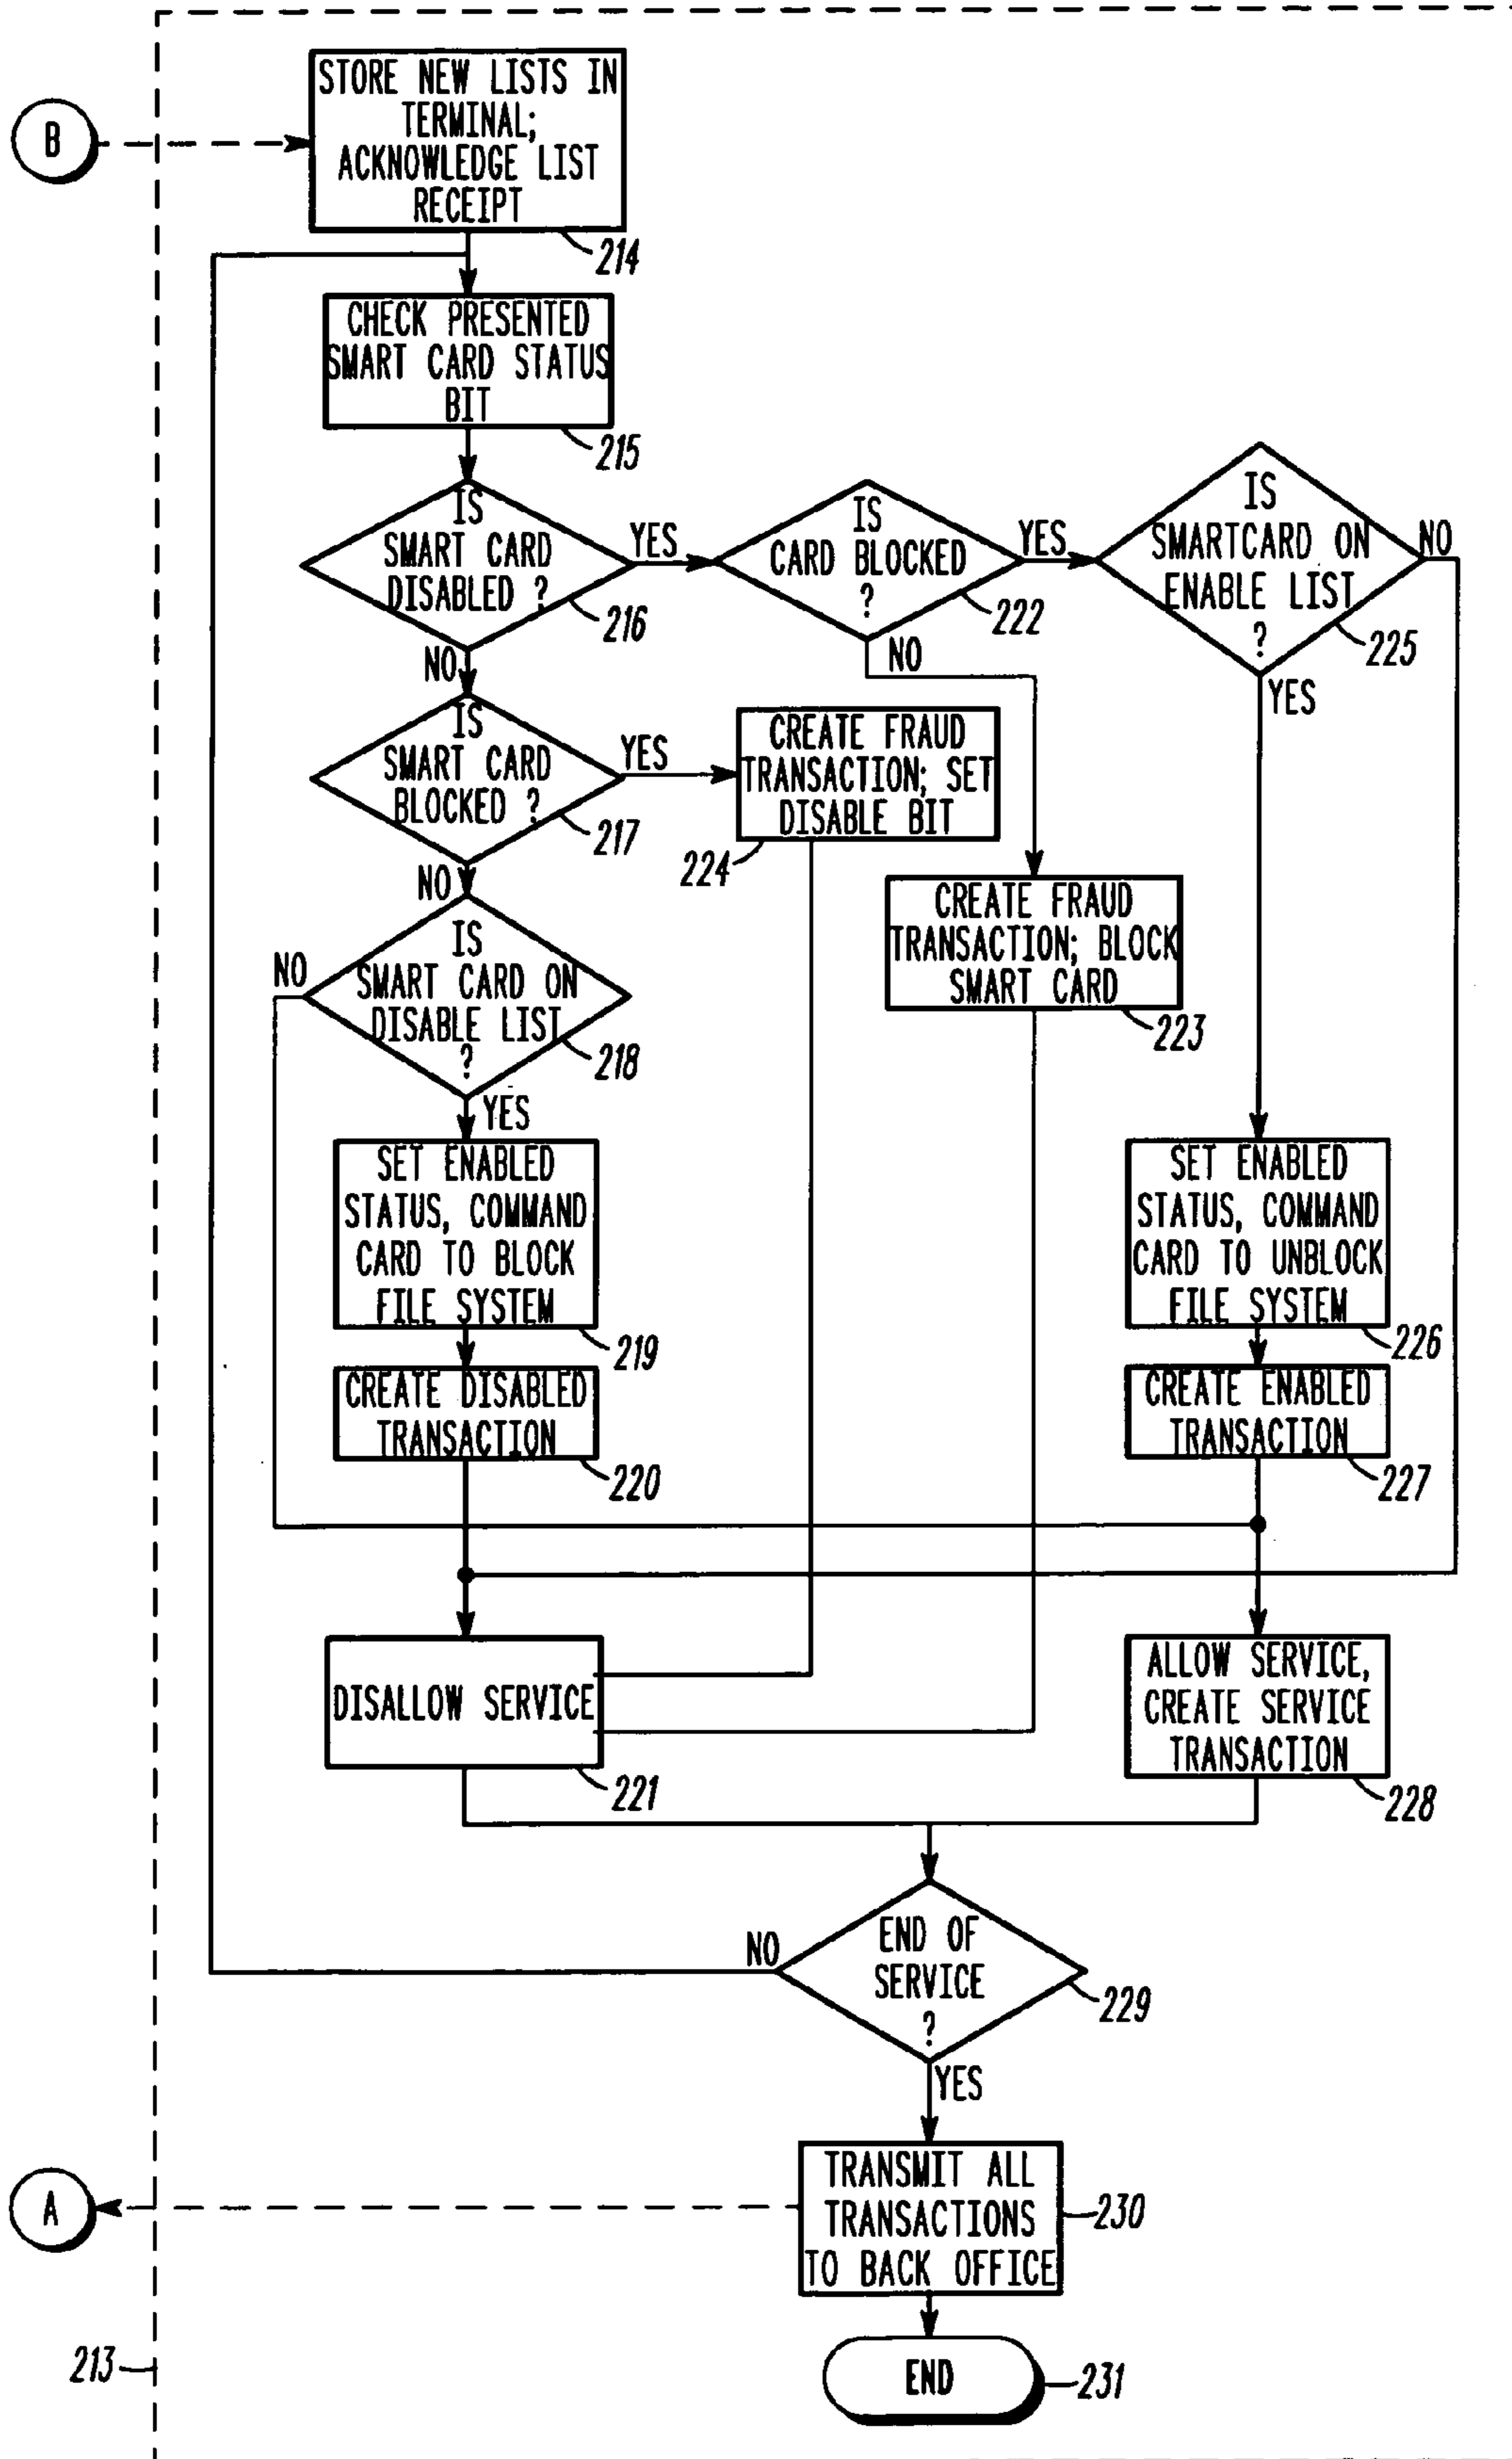 STORE NEW LISTS IN
TERMINAL;
ACKNOWLEDGE LIST
RECEIPT
B
214
CHECK PRESENTED
SMART CARD STATUS
BIT
215
IS
SMART CARD
DISABLED ?
216
YES
NO
IS
CARD BLOCKED
?
222
YES
NO
IS
SMARTCARD ON
ENABLE LIST
?
225
NO
YES
IS
SMART CARD
BLOCKED ?
217
YES
NO
CREATE FRAUD
TRANSACTION; SET
DISABLE BIT
224
CREATE FRAUD
TRANSACTION; BLOCK
SMART CARD
223
IS
SMART CARD ON
DISABLE LIST
?
218
NO
YES
SET ENABLED
STATUS, COMMAND
CARD TO BLOCK
FILE SYSTEM
219
SET ENABLED
STATUS, COMMAND
CARD TO UNBLOCK
FILE SYSTEM
226
CREATE DISABLED
TRANSACTION
220
CREATE ENABLED
TRANSACTION
227
DISALLOW SERVICE
221
ALLOW SERVICE,
CREATE SERVICE
TRANSACTION
228
END OF
SERVICE
?
229
NO
YES
TRANSMIT ALL
TRANSACTIONS
TO BACK OFFICE
230
A
END
231
213